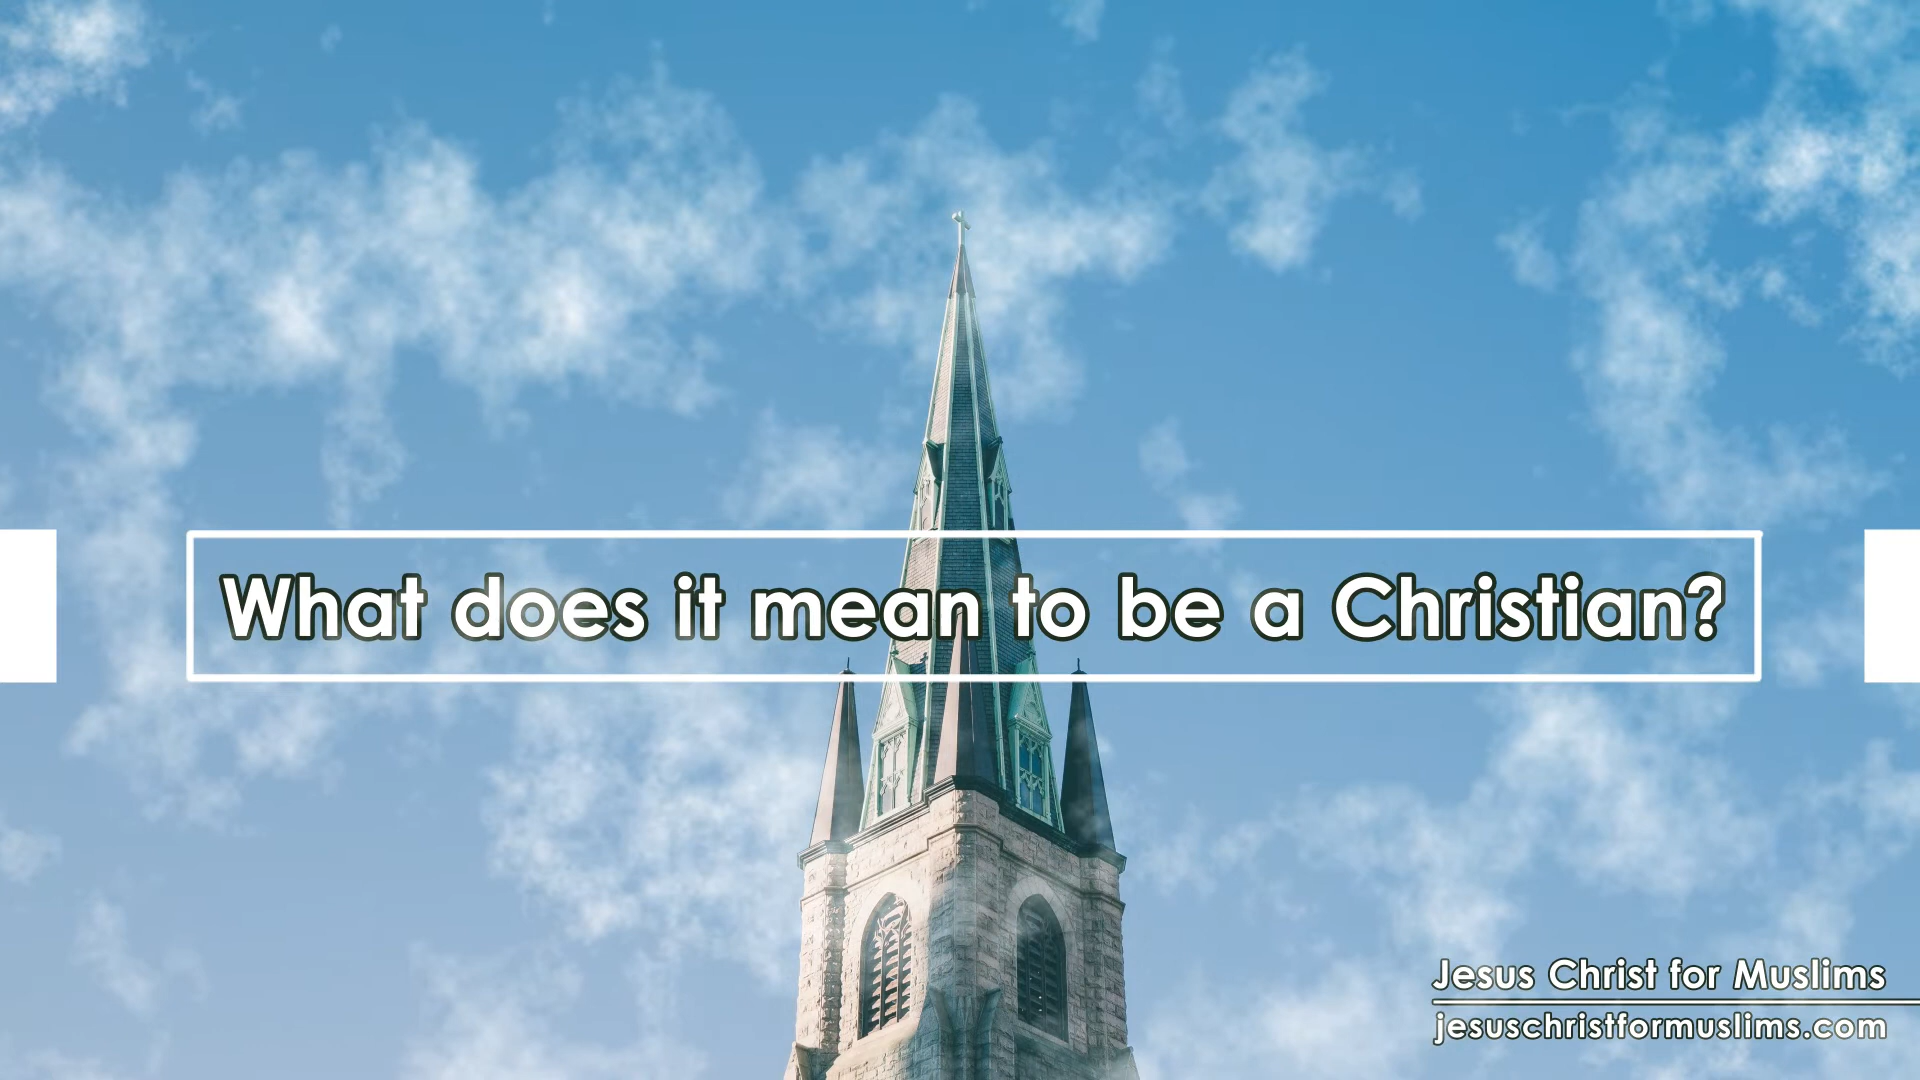 What does it mean to be a Christian?
Jesus Christ for Muslims
jesuschristformuslims.com